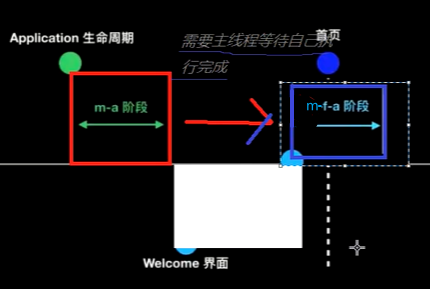 Application 生命周期
需要主线程等待自己执
行完成
首页
m-a 阶段
m-f-a 阶段
Welcome 界面